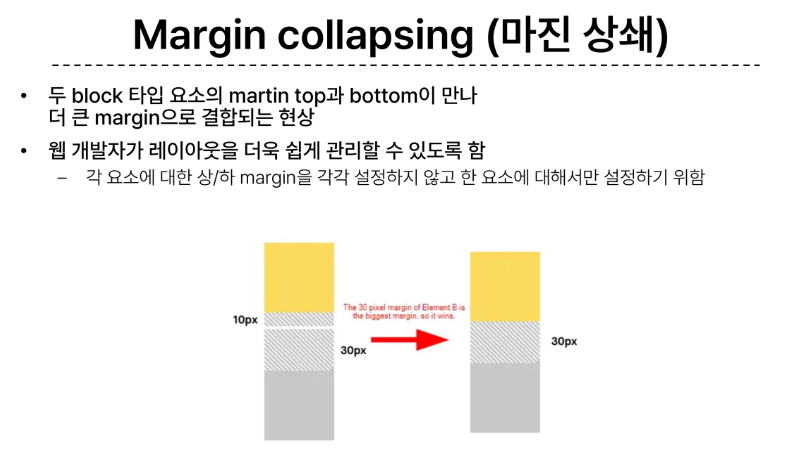 Margin collapsing (마진 상쇄)
• 두 block 타입 요소의 martin top과 bottom이 만나
더 큰 margin으로 결합되는 현상
• 웹 개발자가 레이아웃을 더욱 쉽게 관리할 수 있도록 함
– 각 요소에 대한 상/하 margin을 각각 설정하지 않고 한 요소에 대해서만 설정하기 위함
10px
30px
The 30 pixel margin of Element B is
the biggest margin, so it wins.
30px